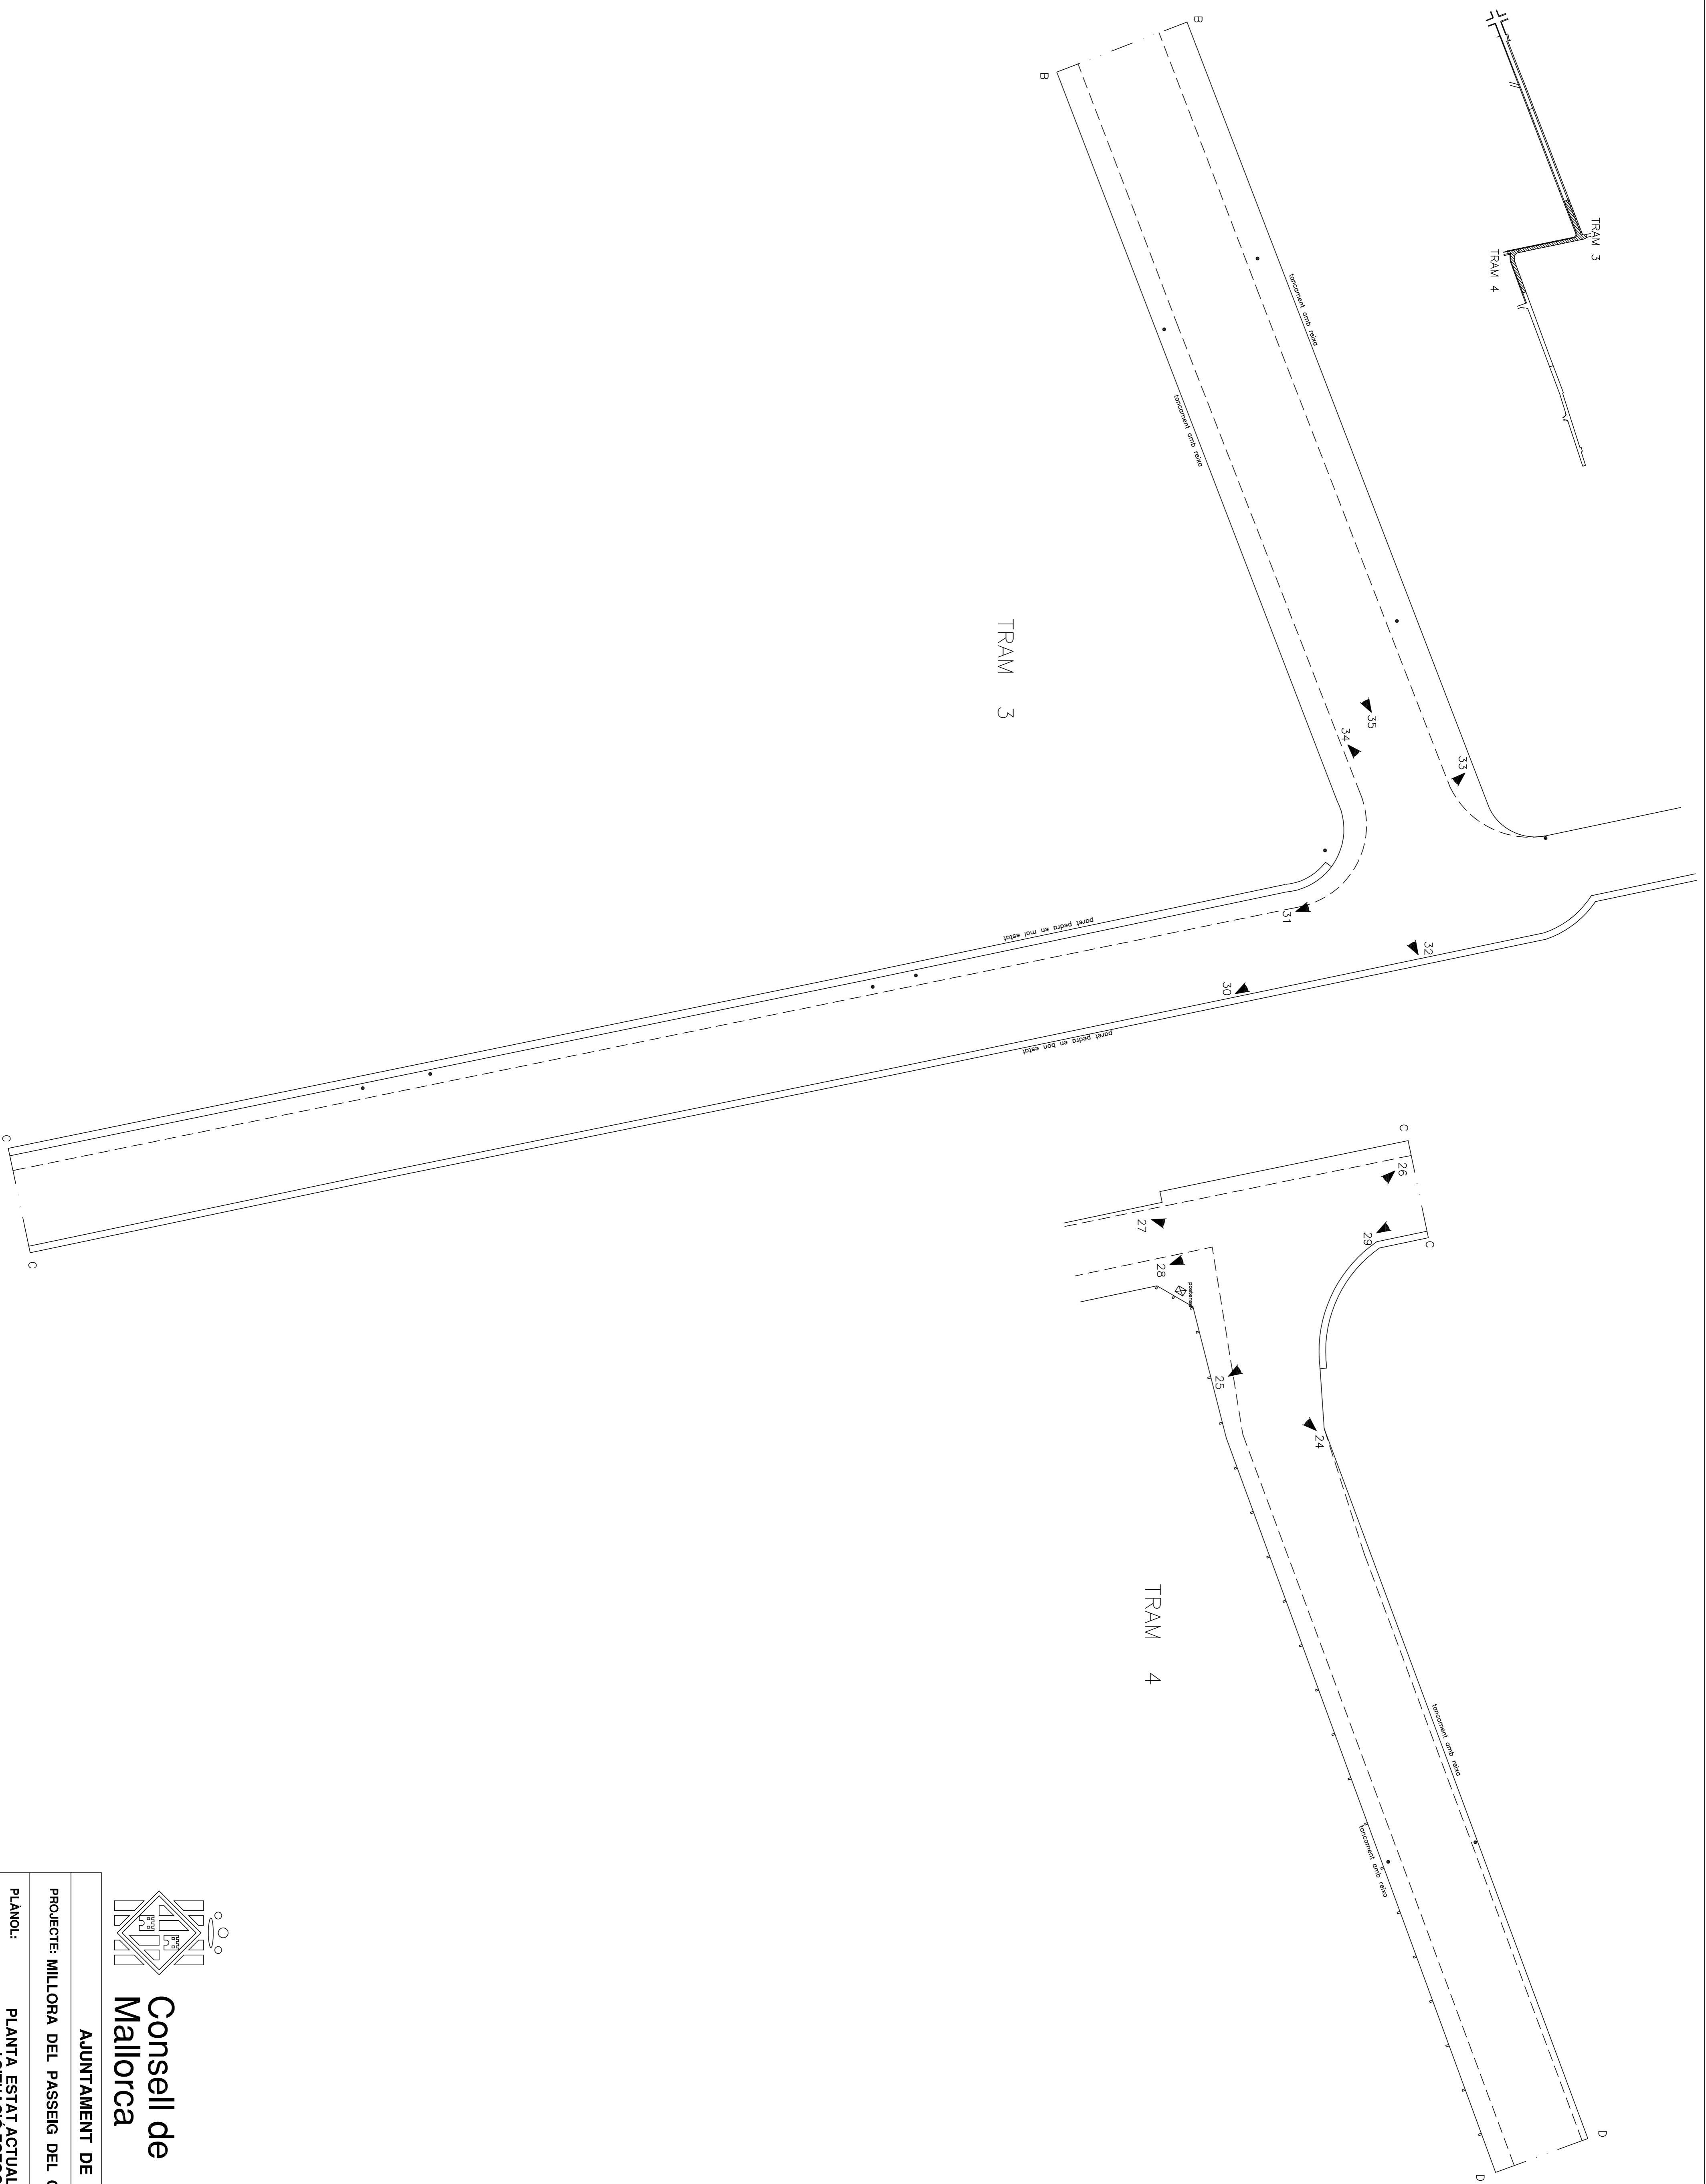 TRAM 3
TRAM 4
B
B
tancament amb reixa
tancament amb reixa
TRAM 3
35
34
33
31
32
30
paret pedra en mal estat
paret pedra en bon estat
C
C
C
C
26
27
29
28
25
24
TRAM 4
tancament amb reixa
tancament amb reixa
D
D
Consell de
Mallorca
AJUNTAMENT DE
PROJECTE: MILLORA DEL PASSEIG DEL
PLÀNOL: PLANTA ESTAT ACTUAL